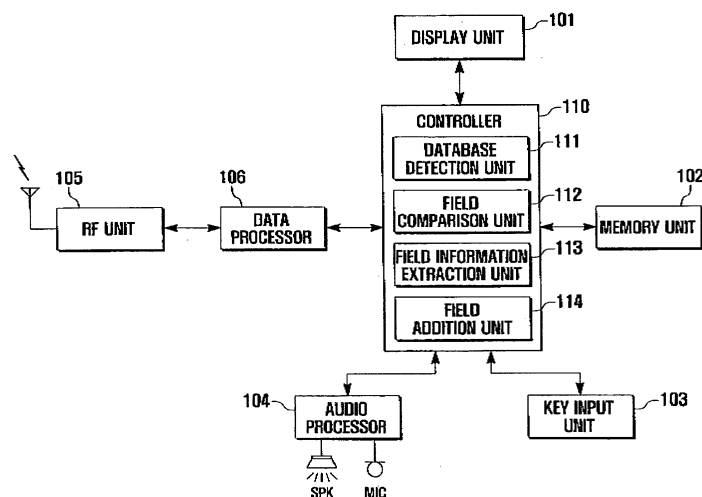 101
DISPLAY UNIT
110
CONTROLLER
111
DATABASE
DETECTION UNIT
105
106
112
102
RF UNIT
DATA
PROCESSOR
FIELD
COMPARISON UNIT
MEMORY UNIT
113
FIELD INFORMATION
EXTRACTION UNIT
114
FIELD
ADDITION UNIT
104
AUDIO
PROCESSOR
103
KEY INPUT
UNIT
SPK
MIC